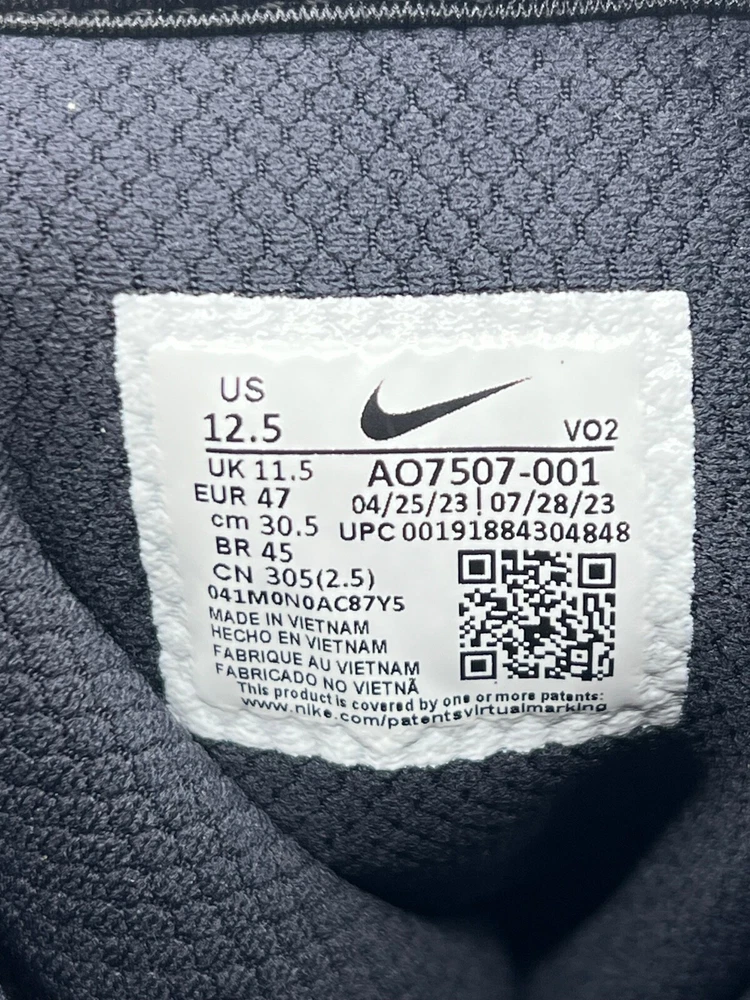 US
12.5
VO2
UK 11.5
AO7507-001
EUR 47
04/25/23 | 07/28/23
cm 30.5
UPC 00191884304848
BR 45
CN 305(2.5)
041M0N0AC87Y5
MADE IN VIETNAM
HECHO EN VIETNAM
FABRIQUE AU VIETNAM
FABRICADO NO VIETNÃ
This product is covered by one or more patents:
www.nike.com/patentsvirtualmarking